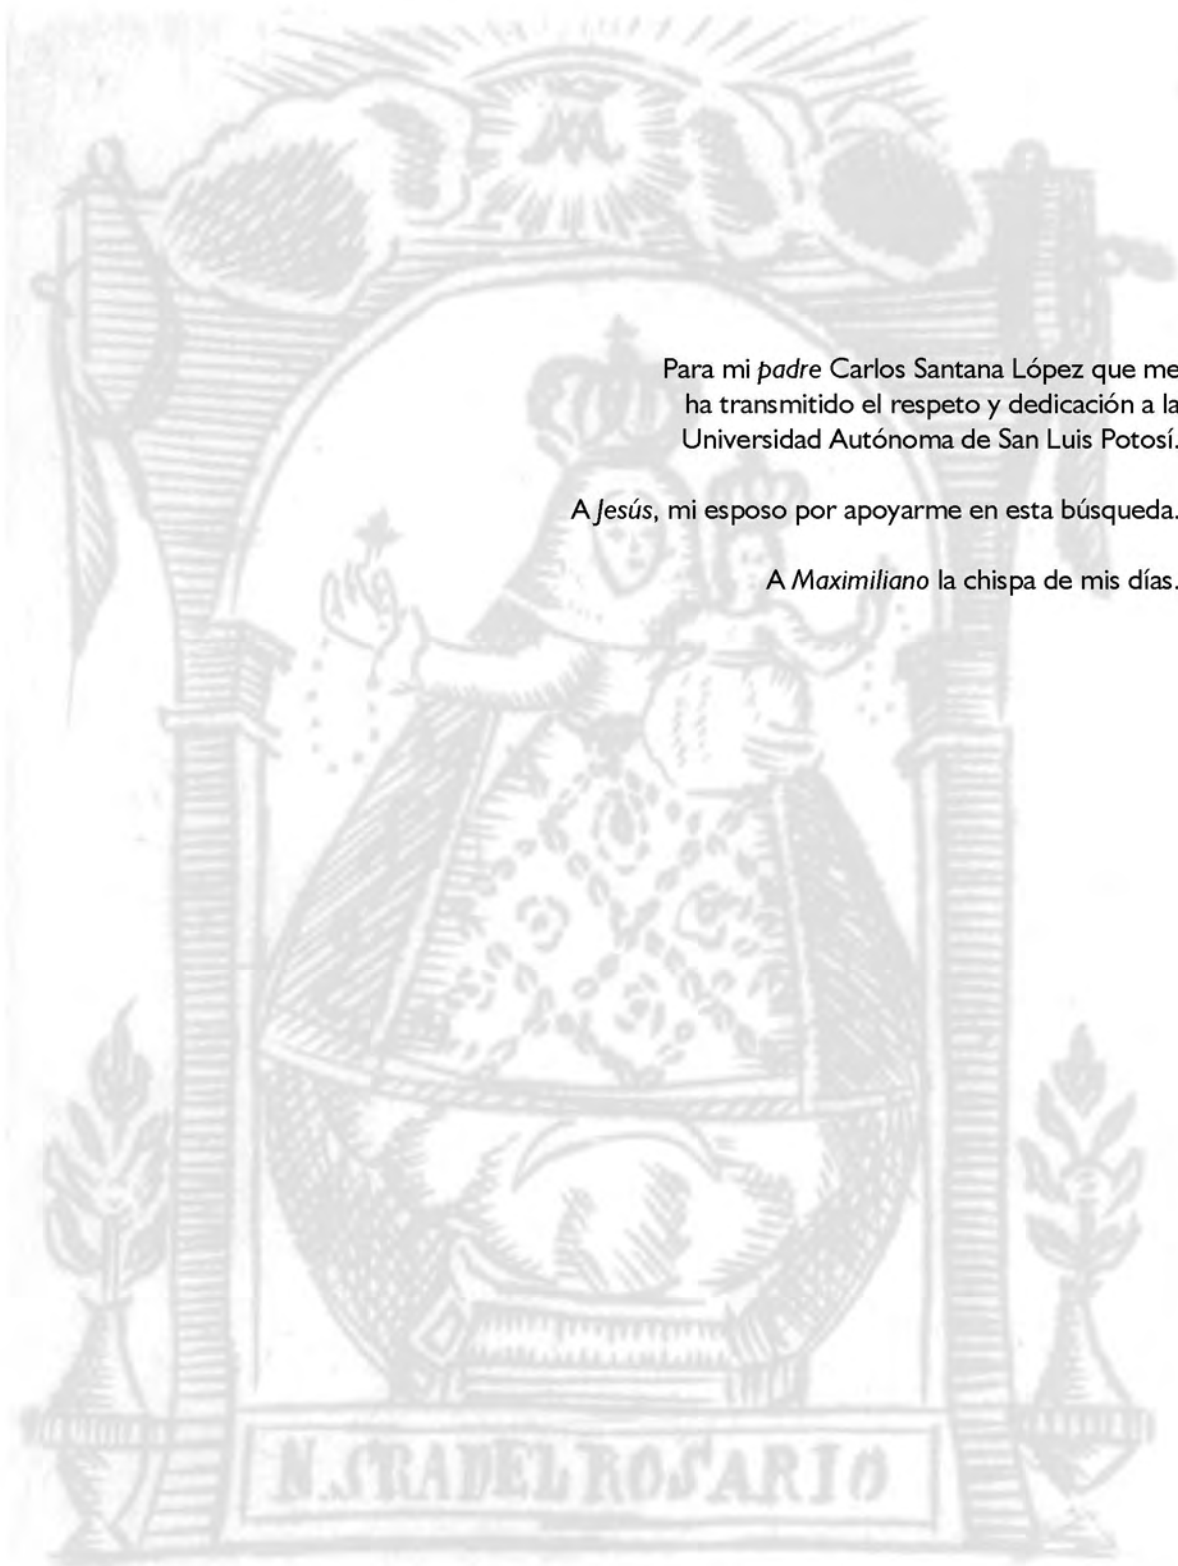 Para mi padre Carlos Santana López que me
ha transmitido el respeto y dedicación a la
Universidad Autónoma de San Luis Potosí.
A Jesús, mi esposo por apoyarme en esta búsqueda.
A Maximiliano la chispa de mis días.
N. SRA DEL ROSARIO